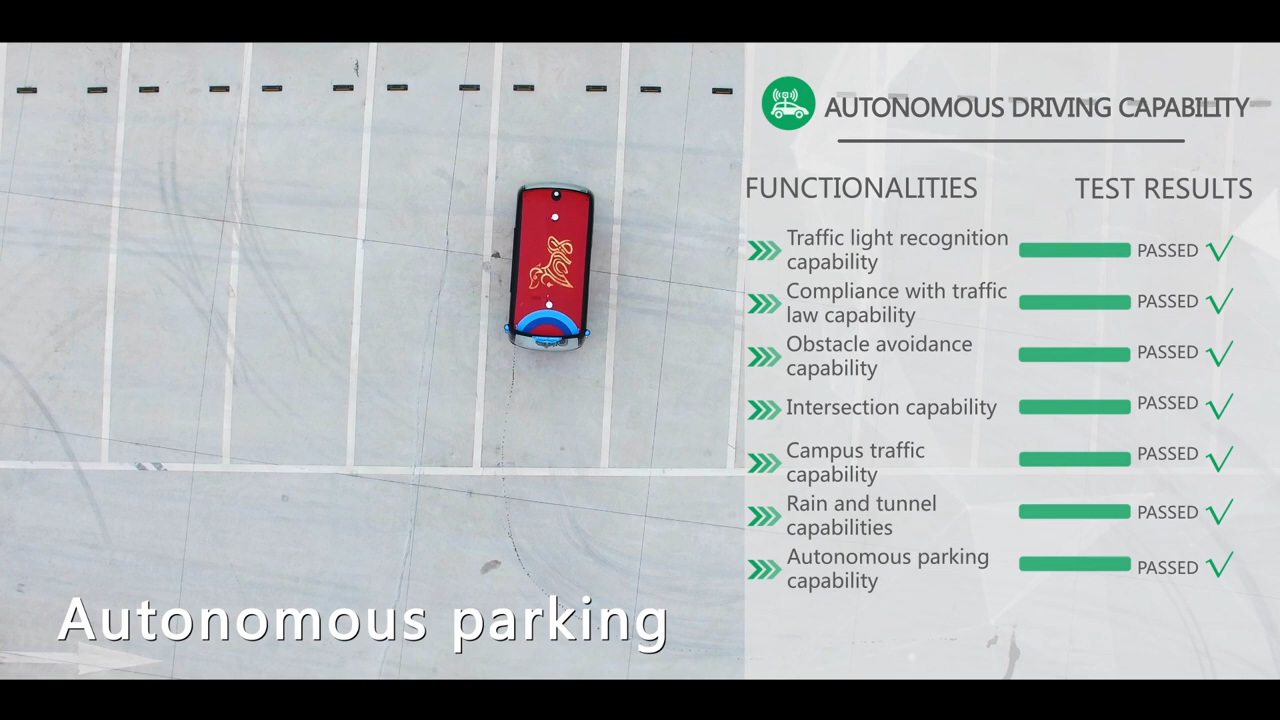 AUTONOMOUS DRIVING CAPABILITY
FUNCTIONALITIES
TEST RESULTS
Traffic light recognition
capability
PASSED
Compliance with traffic
law capability
PASSED
Obstacle avoidance
capability
PASSED
Intersection capability
PASSED
Campus traffic
capability
PASSED
Rain and tunnel
capabilities
PASSED
Autonomous parking
capability
PASSED
Autonomous parking